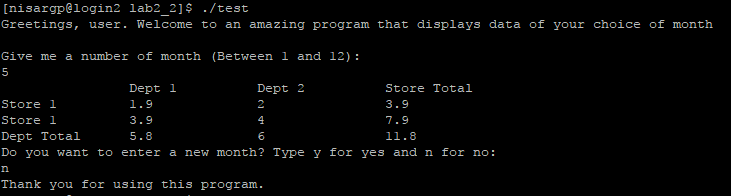 [nisargp@login2 lab2_2]$ ./test
Greetings, user. Welcome to an amazing program that displays data of your choice of month
Give me a number of month (Between 1 and 12):
5
Dept 1 Dept 2 Store Total
Store 1 1.9 2 3.9
Store 1 3.9 4 7.9
Dept Total 5.8 6 11.8
Do you want to enter a new month? Type y for yes and n for no:
n
Thank you for using this program.